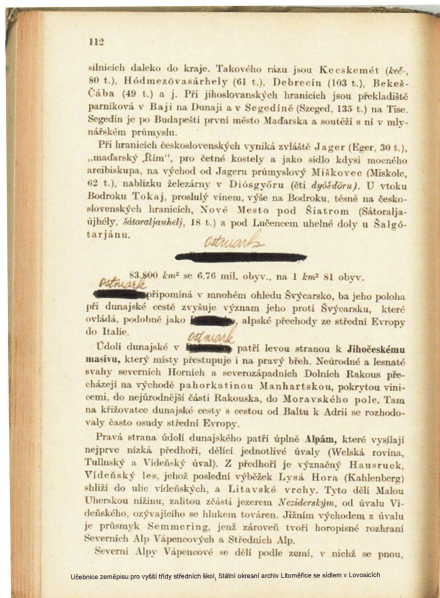 112
silnicích daleko do kraje. Takového rázu jsou Kecskemét (keč-,
80 t.), Hódmezövasárhely (61 t.), Debrecín (103 t.), Bekeš-
Čába (49 t.) a j. Při jihoslovanských hranicích jsou překladiště
parníková v Baji na Dunaji a v Segedíně (Szeged, 135 t.) na Tise.
Segedín je po Budapešti první město Maďarska a soutěží s ní v mly-
nářském průmyslu.
Při hranicích československých vyniká zvláště Jager (Eger, 30 t.),
„maďarský Řím“, pro četné kostely a jako sídlo kdysi mocného
arcibiskupa, na východ od Jageru průmyslový Miškovec (Miskolc,
62 t.), nablízku železárny v Diósgyöru (čti dyóšďóru). U vtoku
Bodroku Tokaj, proslulý vínem, výše na Bodroku, těsně na česko-
slovenských hranicích, Nové Mesto pod Šiatrom (Sátoralja-
újhély, šátoraljanhelj, 18 t.) a pod Lučencem uhelné doly u Šalgó-
tarjánu.
ostmark
83.800 km² se 6.76 mil. obyv., na 1 km² 81 obyv.
ostmark
připomíná v mnohém ohledu Švýcarsko, ba jeho poloha
při dunajské cestě zvyšuje význam jeho proti Švýcarsku, které
ovládá, podobně jako , alpské přechody ze střední Evropy
do Italie.
ostmark
Údolí dunajské v patří levou stranou k Jihočeskému
masivu, který místy přestupuje i na pravý břeh. Neúrodné a lesnaté
svahy severních Horních a severozápadních Dolních Rakous pře-
cházejí na východě pahorkatinou Manhartskou, pokrytou vini-
cemi, do nejúrodnější části Rakouska, do Moravského pole. Tam
na křižovatce dunajské cesty s cestou od Baltu k Adrii se rozhodo-
valy často osudy střední Evropy.
Pravá strana údolí dunajského patří úplně Alpám, které vysílají
nejprve nízká předhoří, dělící jednotlivé úvaly (Welská rovina,
Tullnský a Vídeňský úval). Z předhoří je význačný Hausruck,
Vídeňský les, jehož poslední výběžek Lysá Hora (Kahlenberg)
shlíží do ulic vídeňských, a Litavské vrchy. Tyto dělí Malou
Uherskou nížinu, zalitou zčásti jezerem Neziderským, od úvalu Ví-
deňského, ozývajícího se hlukem továren. Jižním východem z úvalu
je průsmyk Semmering, jenž zároveň tvoří horopisné rozhraní
Severních Alp Vápencových a Středních Alp.
Severní Alpy Vápencové se dělí podle zemí, v nichž se pnou,
Učebnice zeměpisu pro vyšší třídy středních škol, Státní okresní archiv Litoměřice se sídlem v Lovosicích